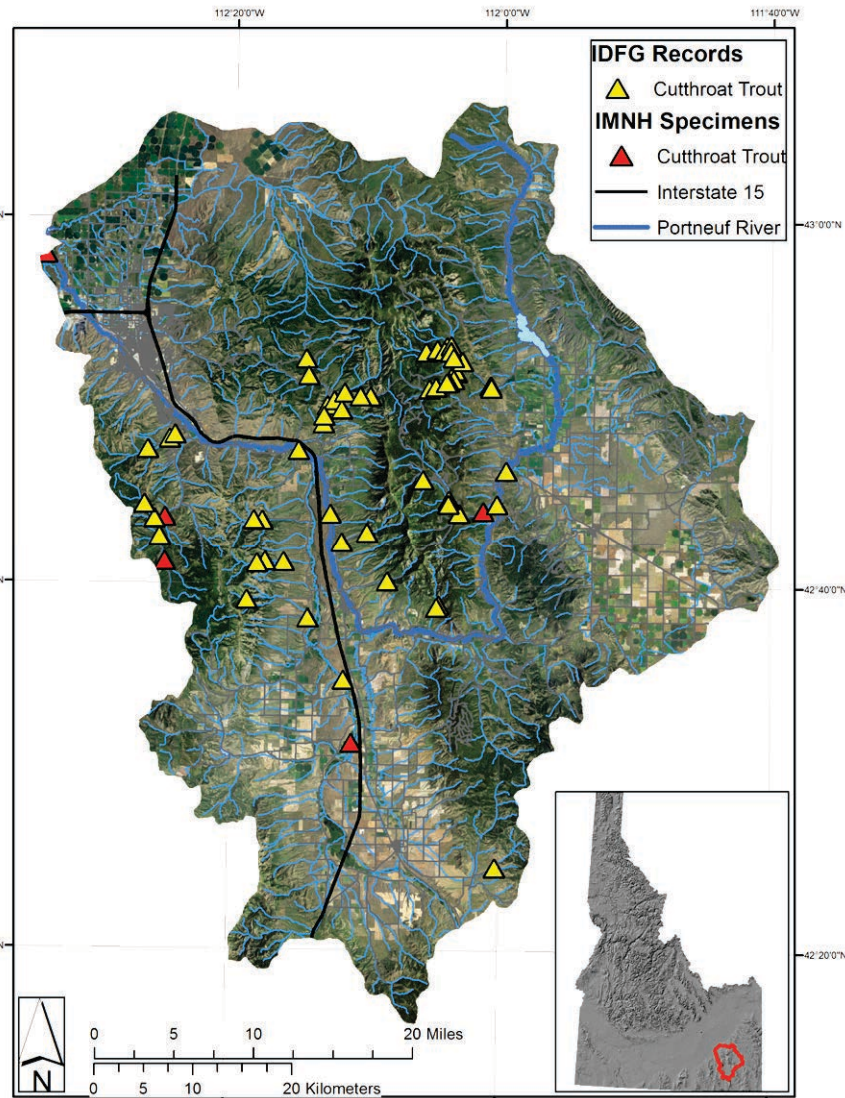 112°20'0"W 112°0'0"W 111°40'0"W
IDFG Records
Cutthroat Trout
IMNH Specimens
Cutthroat Trout
Interstate 15
Portneuf River
43°0'0"N
42°40'0"N
42°20'0"N
N
N
N
0 5 10 20 Miles
0 5 10 20 Kilometers
N